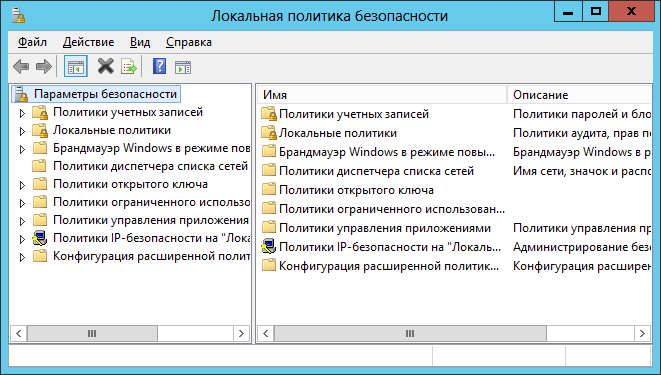 Локальная политика безопасности
Файл Действие Вид Справка
Параметры безопасности
Политики учетных записей
Локальные политики
Брандмауэр Windows в режиме пов
Политики диспетчера списка сетей
Политики открытого ключа
Политики ограниченного использова
Политики управления приложения
Политики IP-безопасности на "Лока
Конфигурация расширенной полит
Имя Описание
Политики учетных записей Политики паролей и бло
Локальные политики Политики аудита, прав по
Брандмауэр Windows в режиме повы... Брандмауэр Windows в р
Политики диспетчера списка сетей Имя сети, значок и распо
Политики открытого ключа
Политики ограниченного использован...
Политики управления приложениями Политики управления пр
Политики IP-безопасности на "Локаль... Администрирование без
Конфигурация расширенной политик... Конфигурация расширен